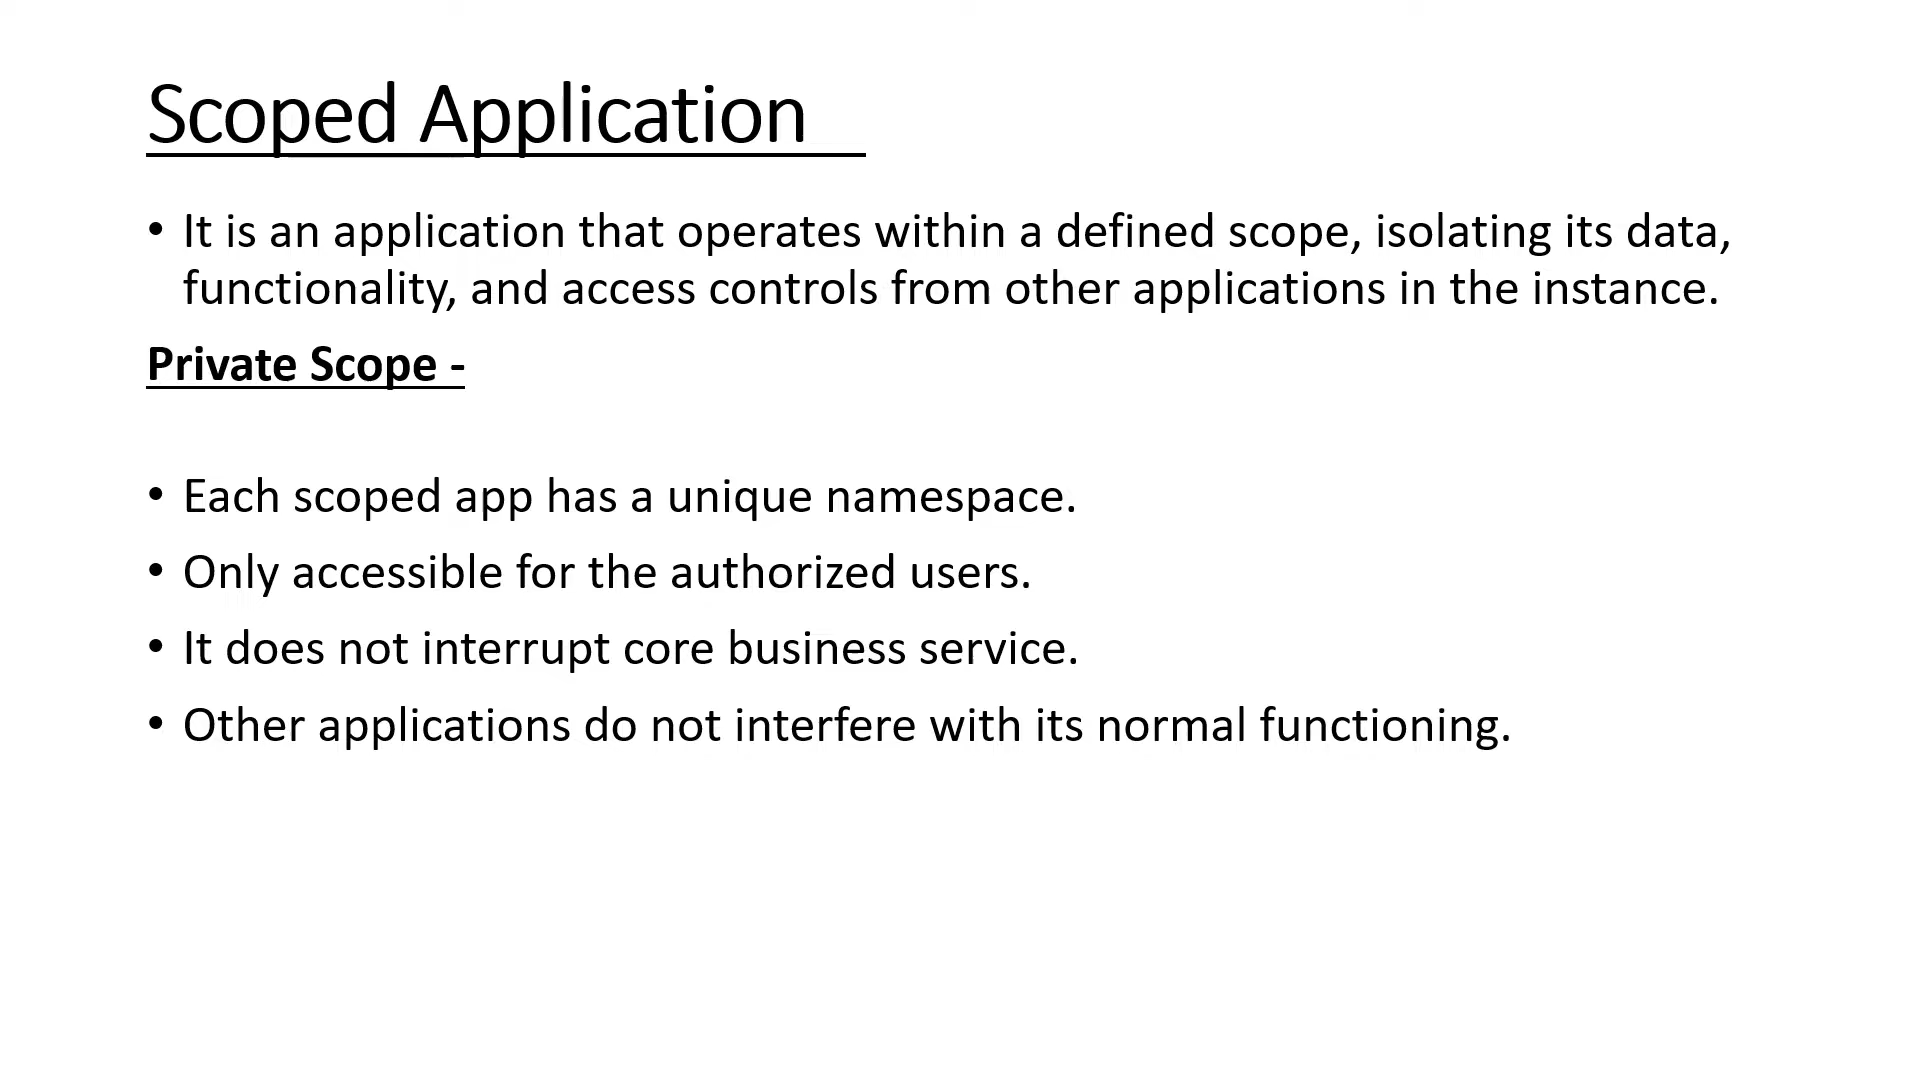 Scoped Application
• It is an application that operates within a defined scope, isolating its data,
functionality, and access controls from other applications in the instance.
Private Scope -
• Each scoped app has a unique namespace.
• Only accessible for the authorized users.
• It does not interrupt core business service.
• Other applications do not interfere with its normal functioning.